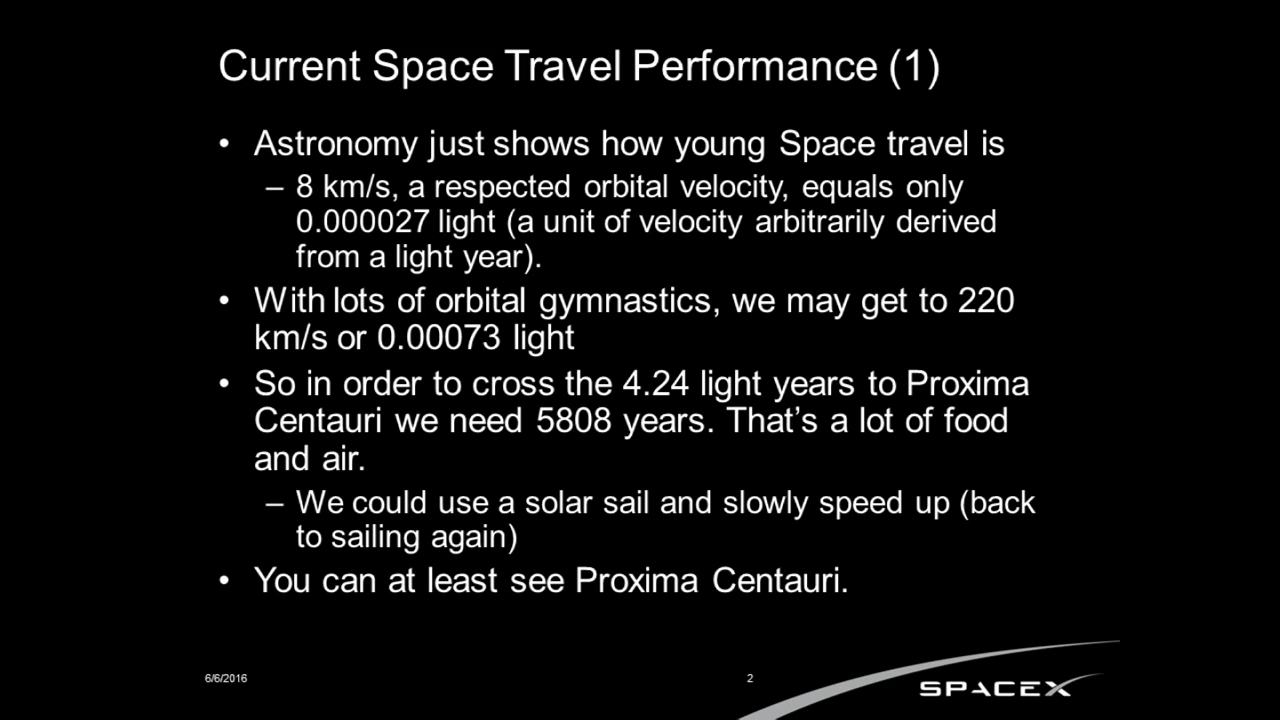 Current Space Travel Performance (1)
• Astronomy just shows how young Space travel is
– 8 km/s, a respected orbital velocity, equals only
0.000027 light (a unit of velocity arbitrarily derived
from a light year).
• With lots of orbital gymnastics, we may get to 220
km/s or 0.00073 light
• So in order to cross the 4.24 light years to Proxima
Centauri we need 5808 years. That’s a lot of food
and air.
– We could use a solar sail and slowly speed up (back
to sailing again)
• You can at least see Proxima Centauri.
6/6/2016
2
SPACEX